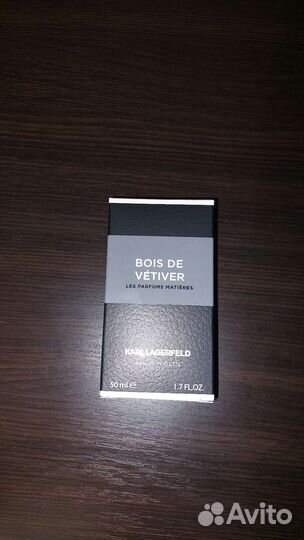 BOIS DE
VÉTIVER
LES PARFUMS MATIÈRES
KARL LAGERFELD
EAU DE TOILETTE
50 ml ℮ 1.7 FL.OZ.
Avito